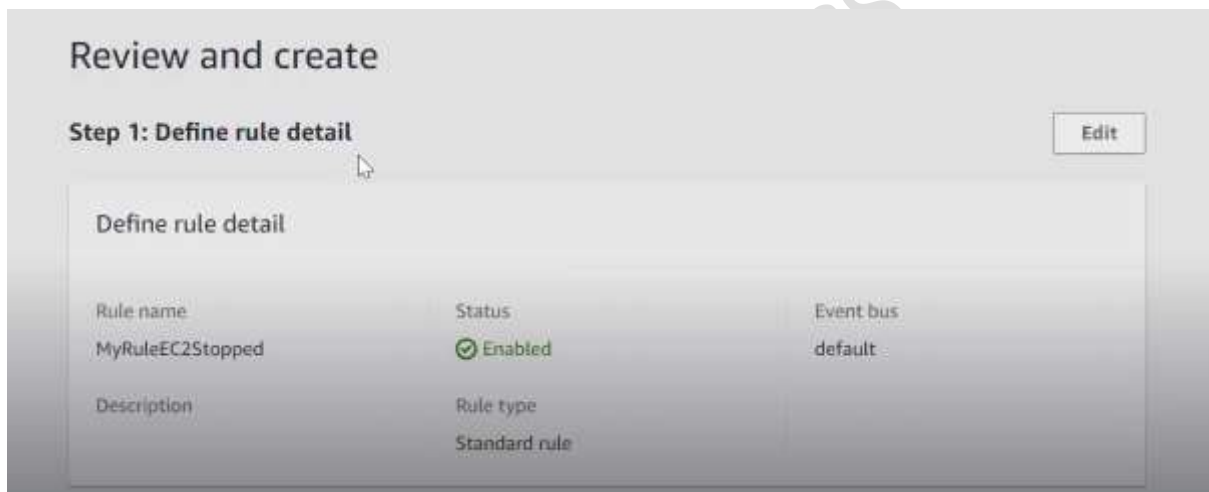 Review and create
Step 1: Define rule detail
Edit
Define rule detail
Rule name
Status
Event bus
MyRuleEC2Stopped
Enabled
default
Description
Rule type
Standard rule